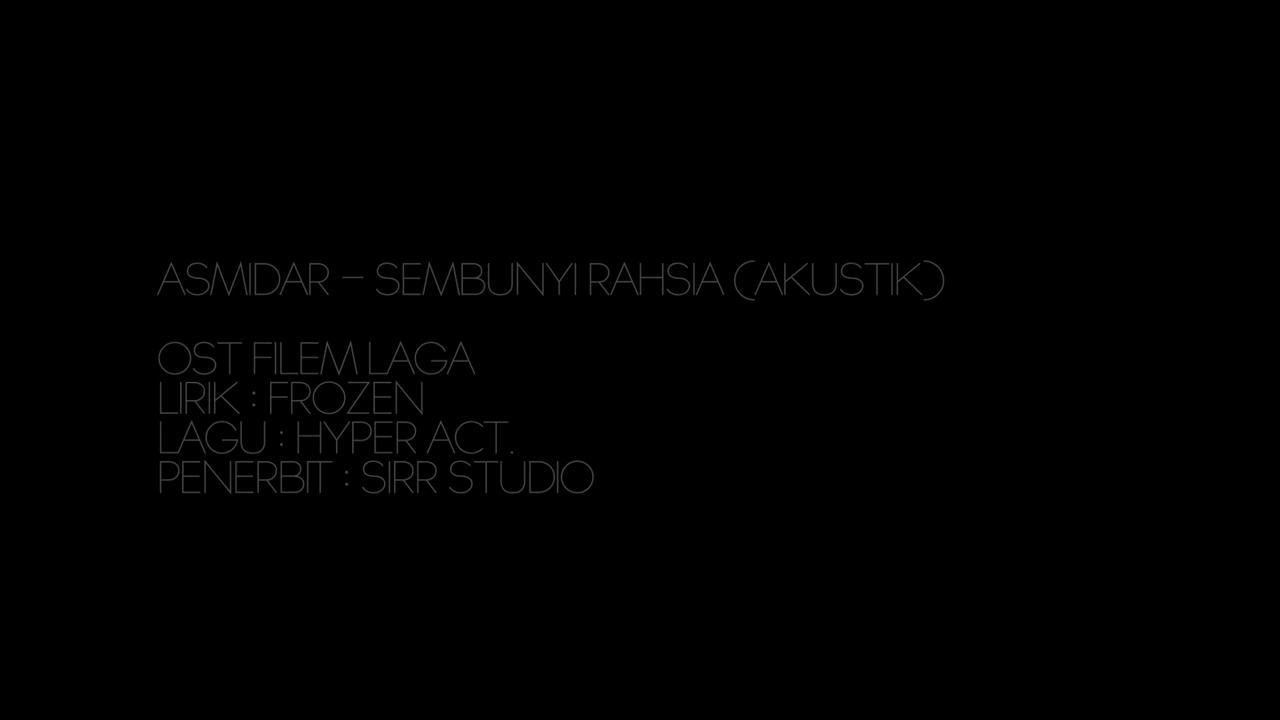 ASMIDAR - SEMBUNYI RAHSIA (AKUSTIK)
OST FILEM LAGA
LIRIK : FROZEN
LAGU : HYPER ACT.
PENERBIT : SIRR STUDIO